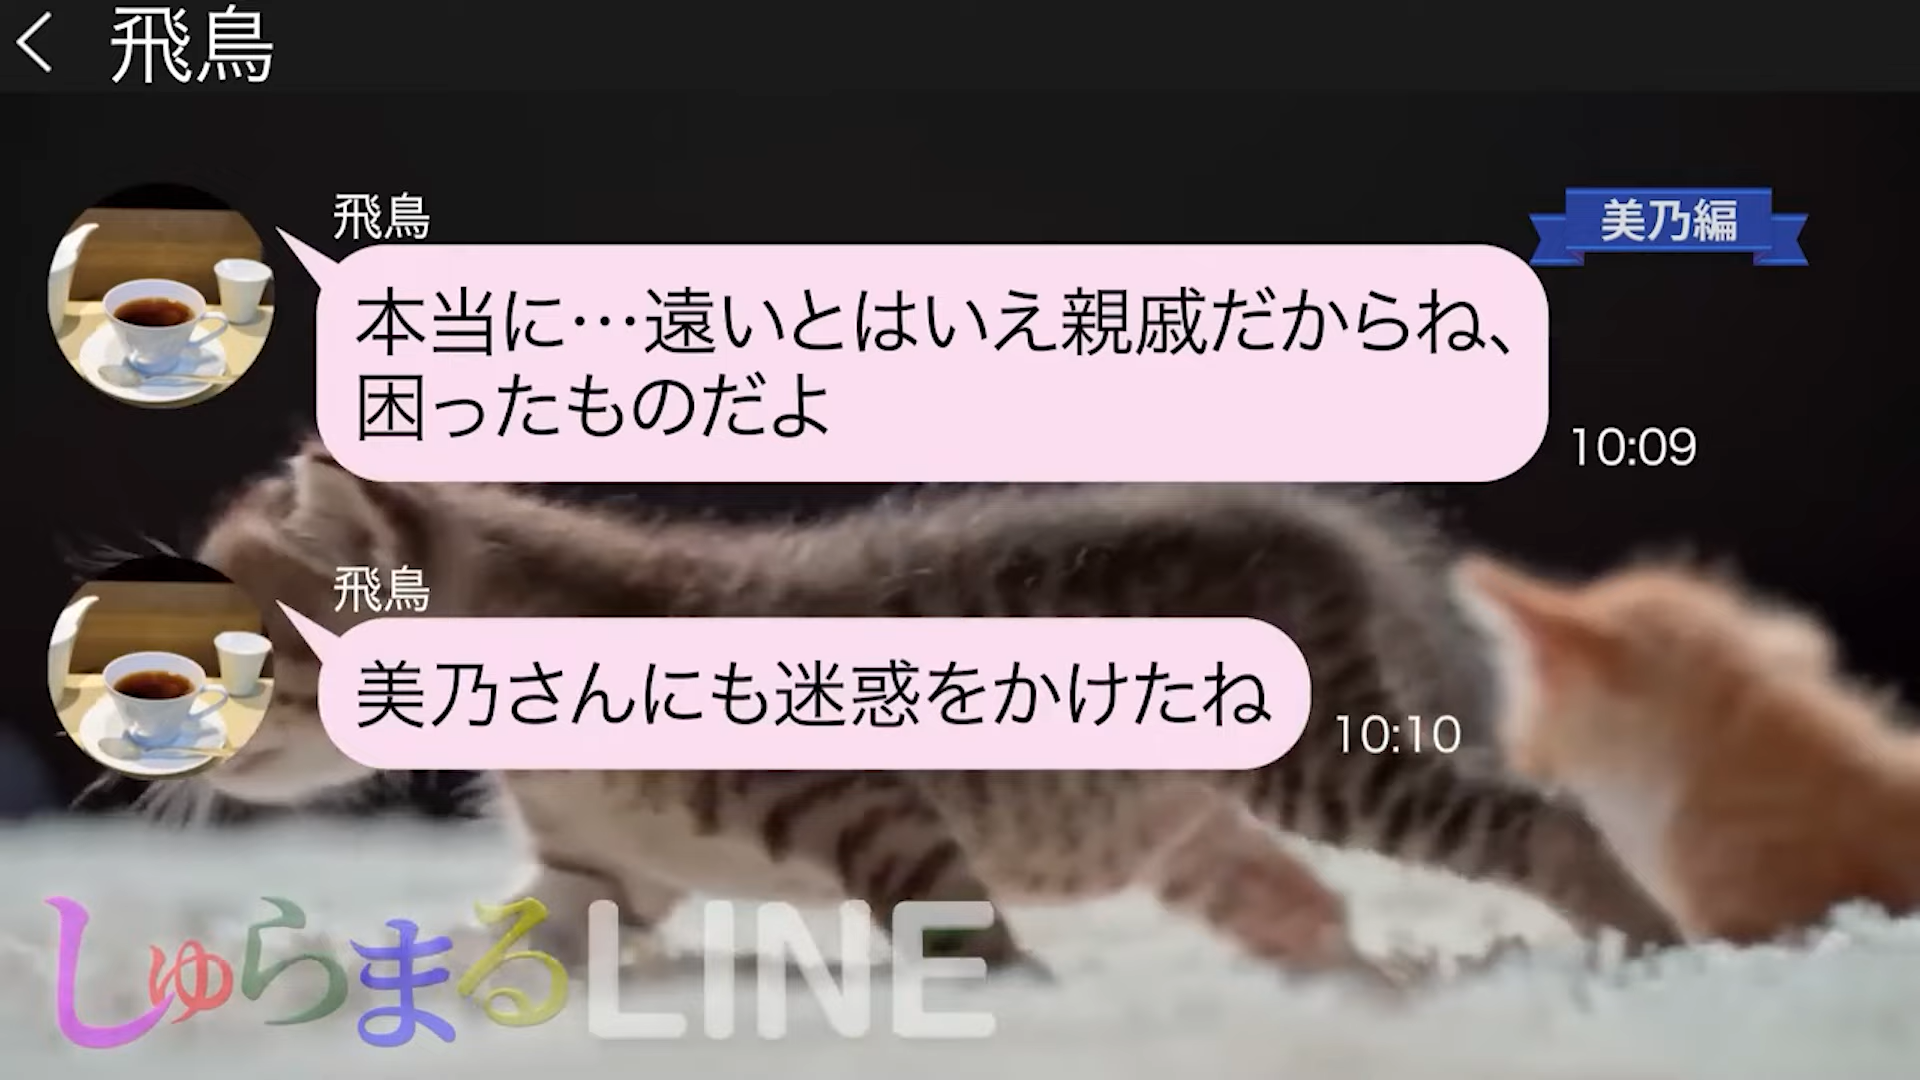 飛鳥
美乃編
飛鳥
本当に…遠いとはいえ親戚だからね、
困ったものだよ
10:09
飛鳥
美乃さんにも迷惑をかけたね
10:10
しゅらまるLINE